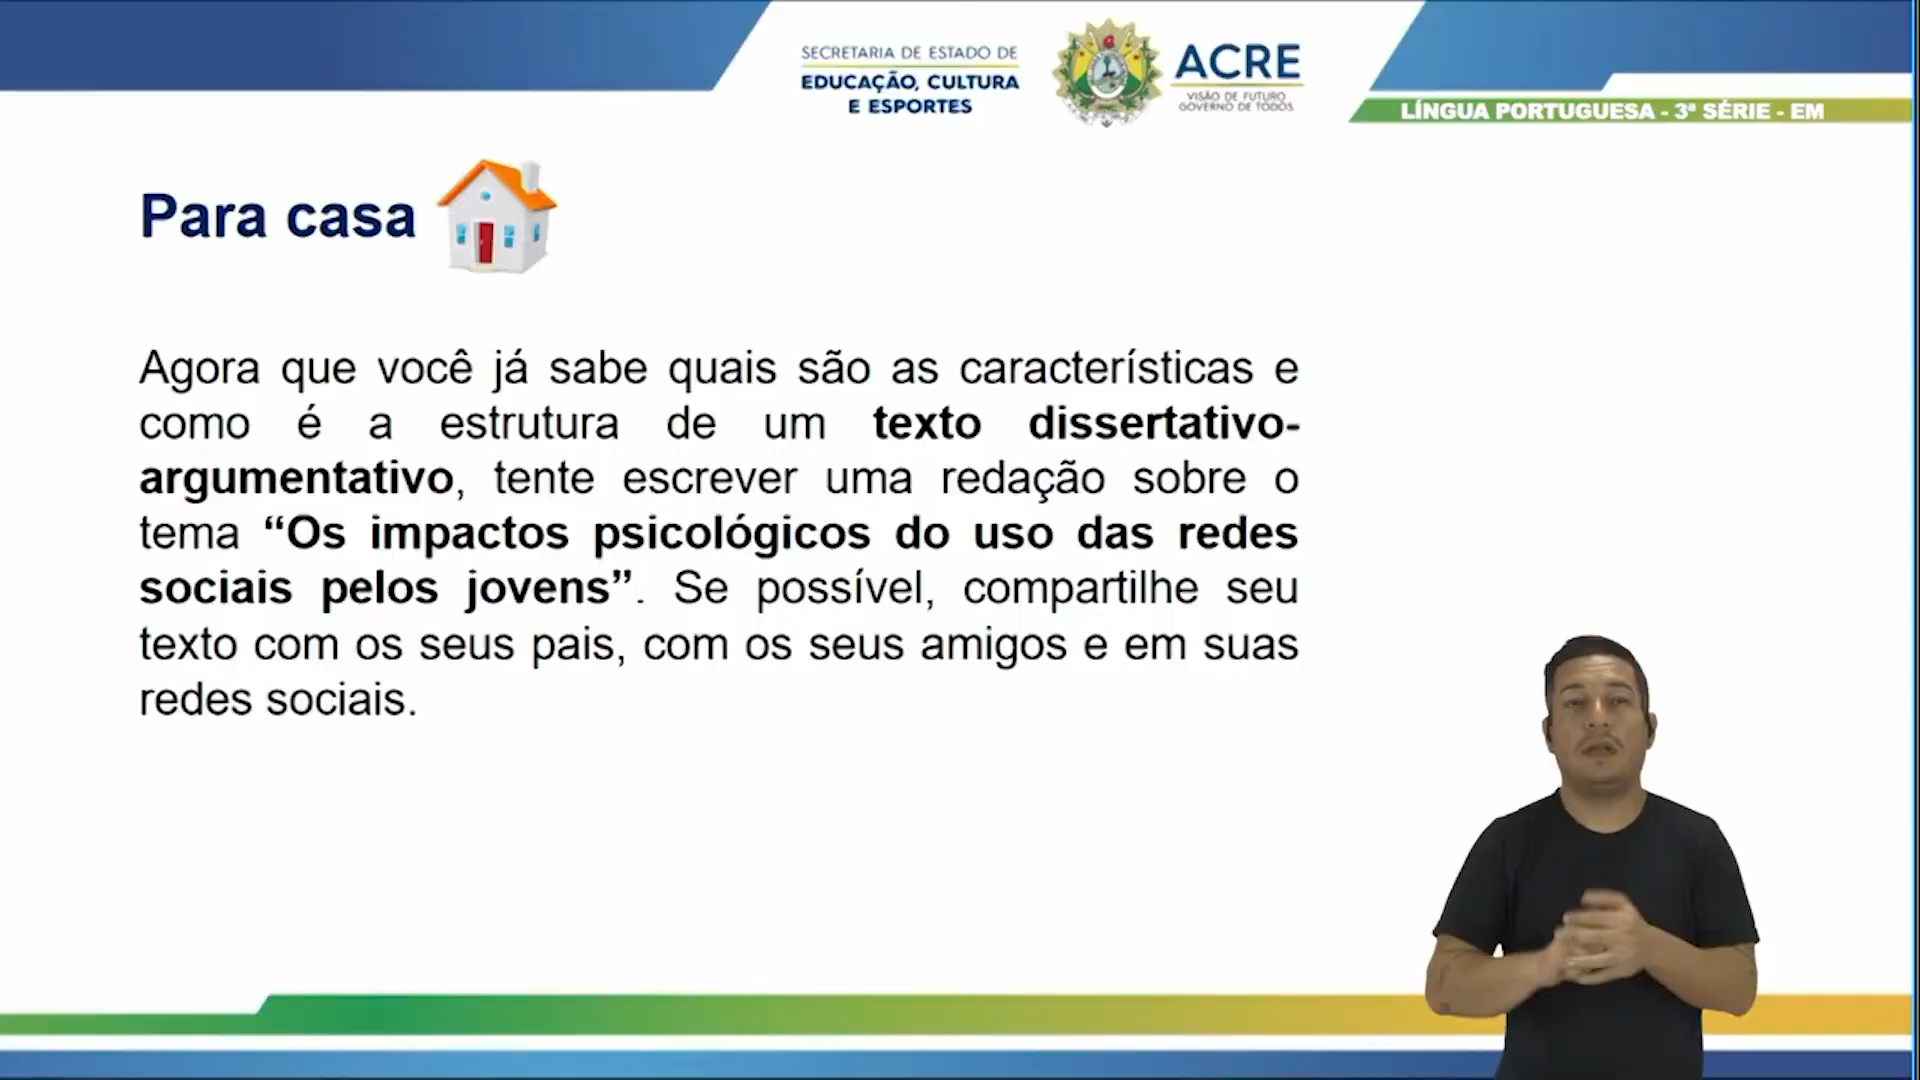 SECRETARIA DE ESTADO DE
EDUCAÇÃO, CULTURA
E ESPORTES
ACRE
VISÃO DE FUTURO
GOVERNO DE TODOS
LÍNGUA PORTUGUESA - 3ª SÉRIE - EM
Para casa
Agora que você já sabe quais são as características e
como é a estrutura de um texto dissertativo-
argumentativo, tente escrever uma redação sobre o
tema “Os impactos psicológicos do uso das redes
sociais pelos jovens”. Se possível, compartilhe seu
texto com os seus pais, com os seus amigos e em suas
redes sociais.